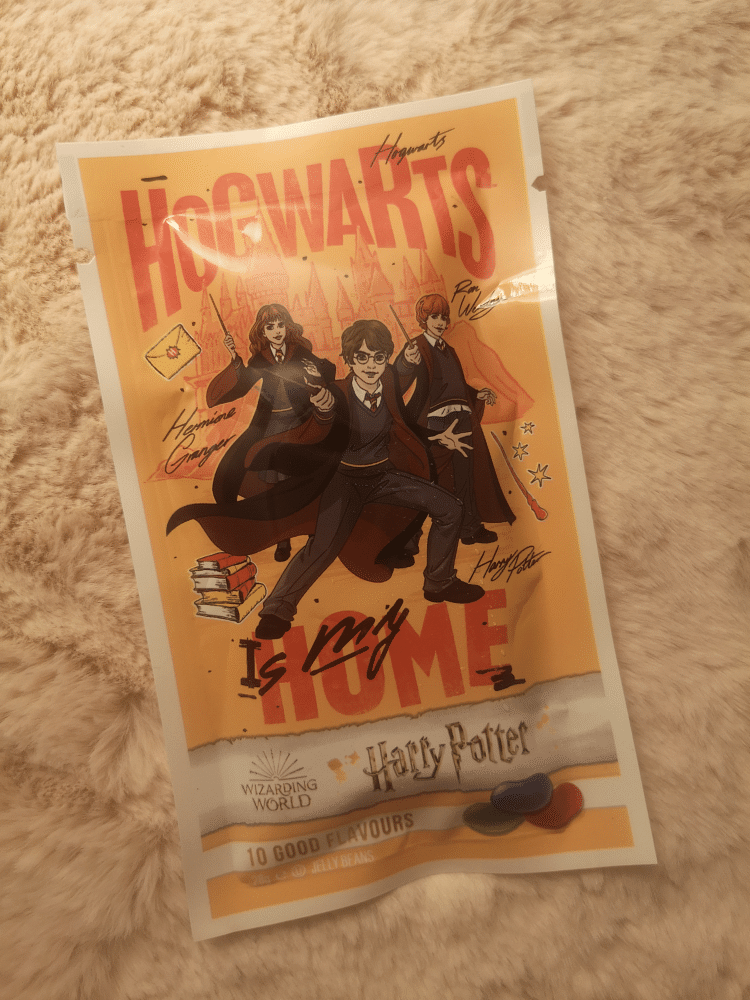 Hogwarts
HOGWARTS
Ron
Hermione
Granger
Harry Potter
Is my
HOME
WIZARDING
WORLD
Harry Potter
10 GOOD FLAVOURS
JELLY BEANS